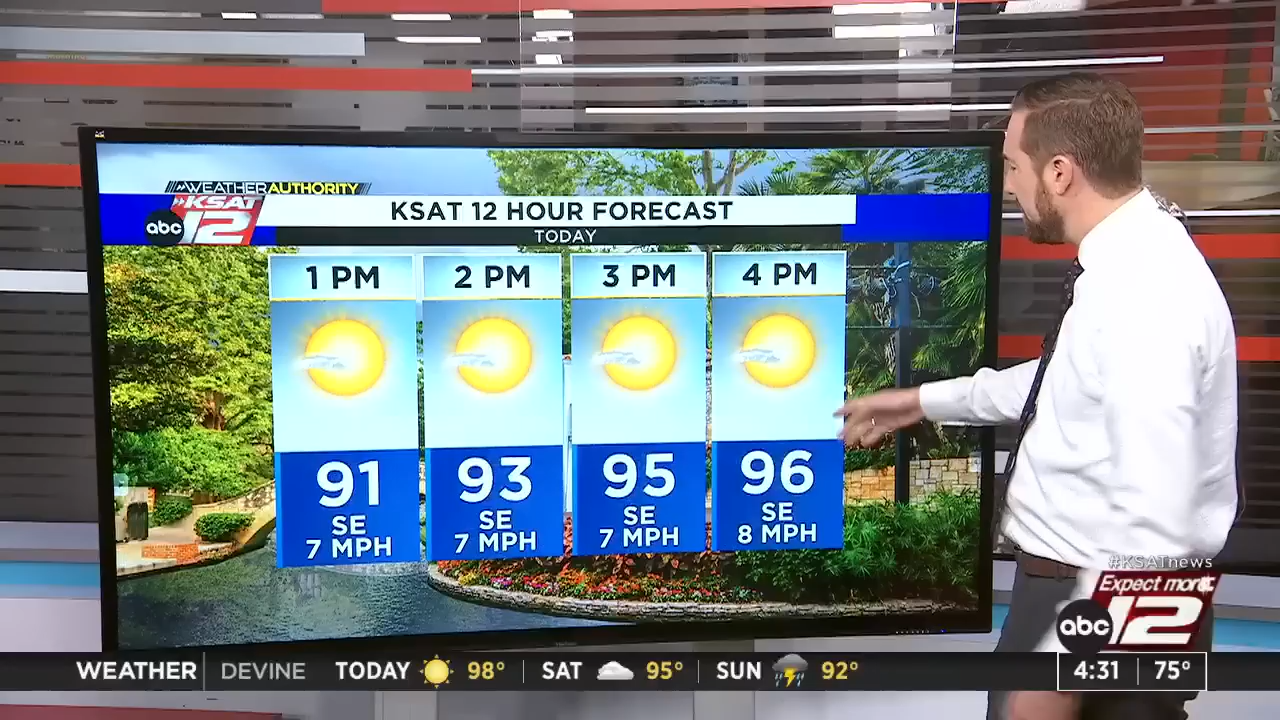 WEATHERAUTHORITY
KSAT
abc 12
KSAT 12 HOUR FORECAST
TODAY
1 PM 2 PM 3 PM 4 PM
91 93 95 96
SE SE SE SE
7 MPH 7 MPH 7 MPH 8 MPH
#KSATnews
Expect more
abc 12
WEATHER DEVINE TODAY 98° SAT 95° SUN 92° 4:31 75°